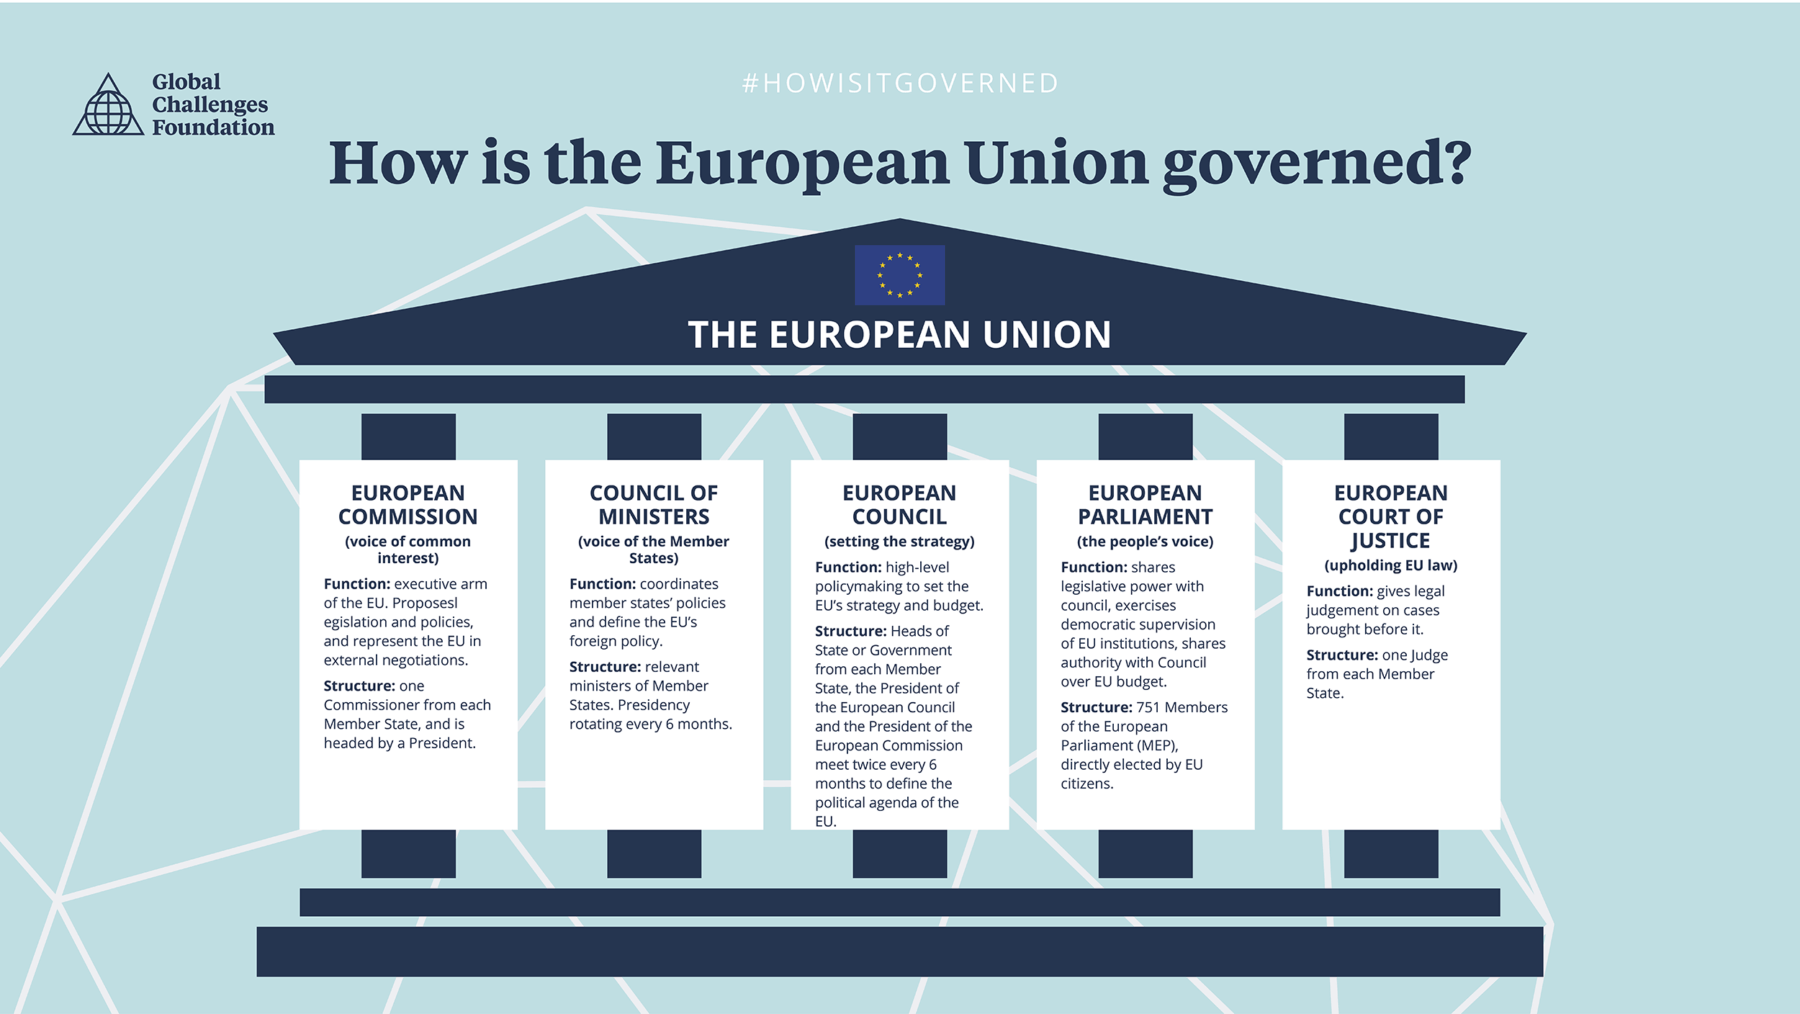 Global
Challenges
Foundation
#HOWISITGOVERNED
How is the European Union governed?
THE EUROPEAN UNION
EUROPEAN
COMMISSION
(voice of common
interest)
Function: executive arm
of the EU. Proposesl
egislation and policies,
and represent the EU in
external negotiations.
Structure: one
Commissioner from each
Member State, and is
headed by a President.
COUNCIL OF
MINISTERS
(voice of the Member
States)
Function: coordinates
member states’ policies
and define the EU’s
foreign policy.
Structure: relevant
ministers of Member
States. Presidency
rotating every 6 months.
EUROPEAN
COUNCIL
(setting the strategy)
Function: high-level
policymaking to set the
EU’s strategy and budget.
Structure: Heads of
State or Government
from each Member
State, the President of
the European Council
and the President of the
European Commission
meet twice every 6
months to define the
political agenda of the
EU.
EUROPEAN
PARLIAMENT
(the people’s voice)
Function: shares
legislative power with
council, exercises
democratic supervision
of EU institutions, shares
authority with Council
over EU budget.
Structure: 751 Members
of the European
Parliament (MEP),
directly elected by EU
citizens.
EUROPEAN
COURT OF
JUSTICE
(upholding EU law)
Function: gives legal
judgement on cases
brought before it.
Structure: one Judge
from each Member
State.